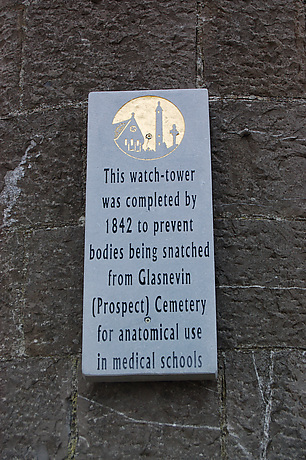 This watch-tower
was completed by
1842 to prevent
bodies being snatched
from Glasnevin
(Prospect) Cemetery
for anatomical use
in medical schools